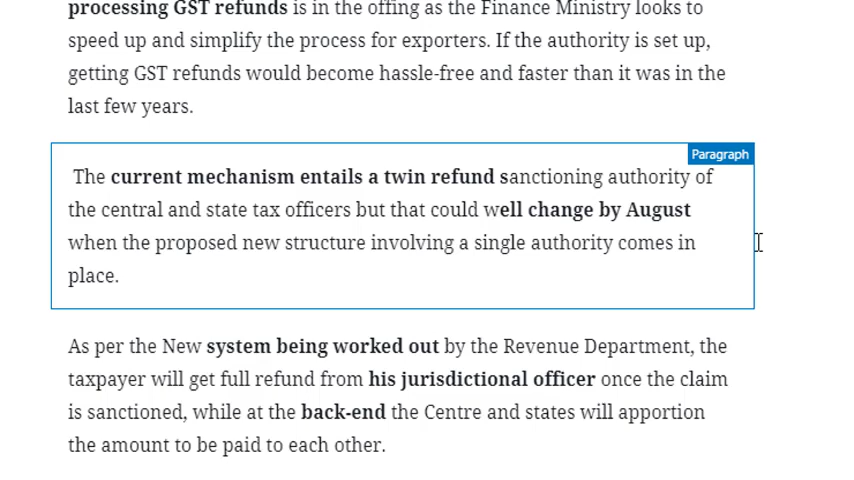 processing GST refunds is in the offing as the Finance Ministry looks to
speed up and simplify the process for exporters. If the authority is set up,
getting GST refunds would become hassle-free and faster than it was in the
last few years.
Paragraph
The current mechanism entails a twin refund sanctioning authority of
the central and state tax officers but that could well change by August
when the proposed new structure involving a single authority comes in
place.
As per the New system being worked out by the Revenue Department, the
taxpayer will get full refund from his jurisdictional officer once the claim
is sanctioned, while at the back-end the Centre and states will apportion
the amount to be paid to each other.